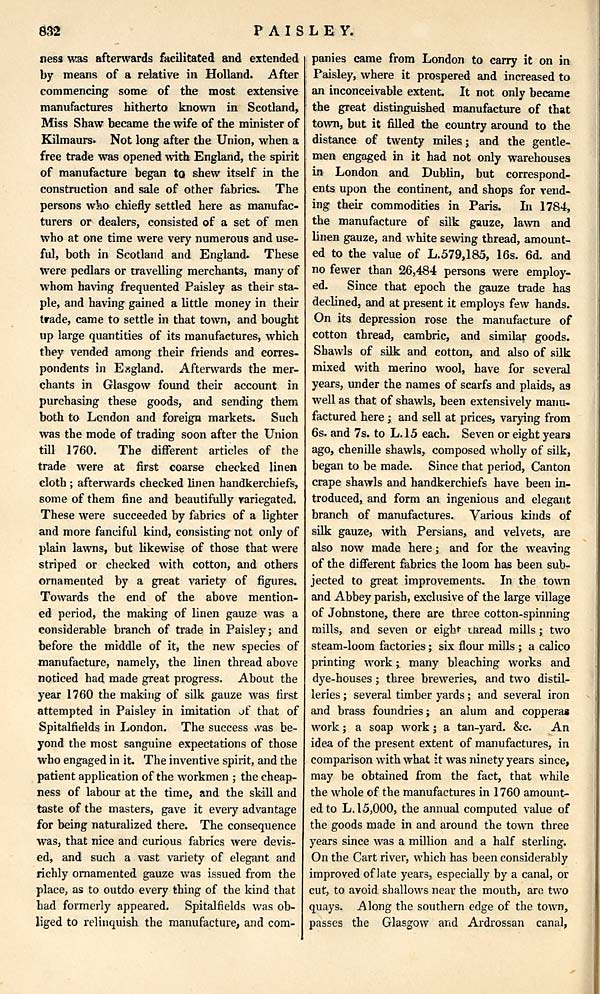 832
PAISLEY.
ness was afterwards facilitated and extended
by means of a relative in Holland. After
commencing some of the most extensive
manufactures hitherto known in Scotland,
Miss Shaw became the wife of the minister of
Kilmaurs. Not long after the Union, when a
free trade was opened with England, the spirit
of manufacture began to shew itself in the
construction and sale of other fabrics. The
persons who chiefly settled here as manufac-
turers or dealers, consisted of a set of men
who at one time were very numerous and use-
ful, both in Scotland and England. These
were pedlars or travelling merchants, many of
whom having frequented Paisley as their sta-
ple, and having gained a little money in their
trade, came to settle in that town, and bought
up large quantities of its manufactures, which
they vended among their friends and corres-
pondents in England. Afterwards the mer-
chants in Glasgow found their account in
purchasing these goods, and sending them
both to London and foreign markets. Such
was the mode of trading soon after the Union
till 1760. The different articles of the
trade were at first coarse checked linen
cloth; afterwards checked linen handkerchiefs,
some of them fine and beautifully variegated.
These were succeeded by fabrics of a lighter
and more fanciful kind, consisting not only of
plain lawns, but likewise of those that were
striped or checked with cotton, and others
ornamented by a great variety of figures.
Towards the end of the above mention-
ed period, the making of linen gauze was a
considerable branch of trade in Paisley; and
before the middle of it, the new species of
manufacture, namely, the linen thread above
noticed had made great progress. About the
year 1760 the making of silk gauze was first
attempted in Paisley in imitation of that of
Spitalfields in London. The success was be-
yond the most sanguine expectations of those
who engaged in it. The inventive spirit, and the
patient application of the workmen; the cheap-
ness of labour at the time, and the skill and
taste of the masters, gave it every advantage
for being naturalized there. The consequence
was, that nice and curious fabrics were devis-
ed, and such a vast variety of elegant and
richly ornamented gauze was issued from the
place, as to outdo every thing of the kind that
had formerly appeared. Spitalfields was ob-
liged to relinquish the manufacture, and com-
panies came from London to carry it on in
Paisley, where it prospered and increased to
an inconceivable extent. It not only became
the great distinguished manufacture of that
town, but it filled the country around to the
distance of twenty miles; and the gentle-
men engaged in it had not only warehouses
in London and Dublin, but correspond-
ents upon the continent, and shops for vend-
ing their commodities in Paris. In 1784,
the manufacture of silk gauze, lawn and
linen gauze, and white sewing thread, amount-
ed to the value of L.579,185, 16s. 6d. and
no fewer than 26,484 persons were employ-
ed. Since that epoch the gauze trade has
declined, and at present it employs few hands.
On its depression rose the manufacture of
cotton thread, cambric, and similar goods.
Shawls of silk and cotton, and also of silk
mixed with merino wool, have for several
years, under the names of scarfs and plaids, as
well as that of shawls, been extensively manu-
factured here; and sell at prices, varying from
6s. and 7s. to L.15 each. Seven or eight years
ago, chenille shawls, composed wholly of silk,
began to be made. Since that period, Canton
crape shawls and handkerchiefs have been in-
troduced, and form an ingenious and elegant
branch of manufactures. Various kinds of
silk gauze, with Persians, and velvets, are
also now made here; and for the weaving
of the different fabrics the loom has been sub-
jected to great improvements. In the town
and Abbey parish, exclusive of the large village
of Johnstone, there are three cotton-spinning
mills, and seven or eight thread mills; two
steam-loom factories; six flour mills; a calico
printing work; many bleaching works and
dye-houses; three breweries, and two distil-
leries; several timber yards; and several iron
and brass foundries; an alum and copperas
work; a soap work; a tan-yard. &c. An
idea of the present extent of manufactures, in
comparison with what it was ninety years since,
may be obtained from the fact, that while
the whole of the manufactures in 1760 amount-
ed to L.15,000, the annual computed value of
the goods made in and around the town three
years since was a million and a half sterling.
On the Cart river, which has been considerably
improved of late years, especially by a canal, or
cut, to avoid shallows near the mouth, are two
quays. Along the southern edge of the town,
passes the Glasgow and Ardrossan canal,